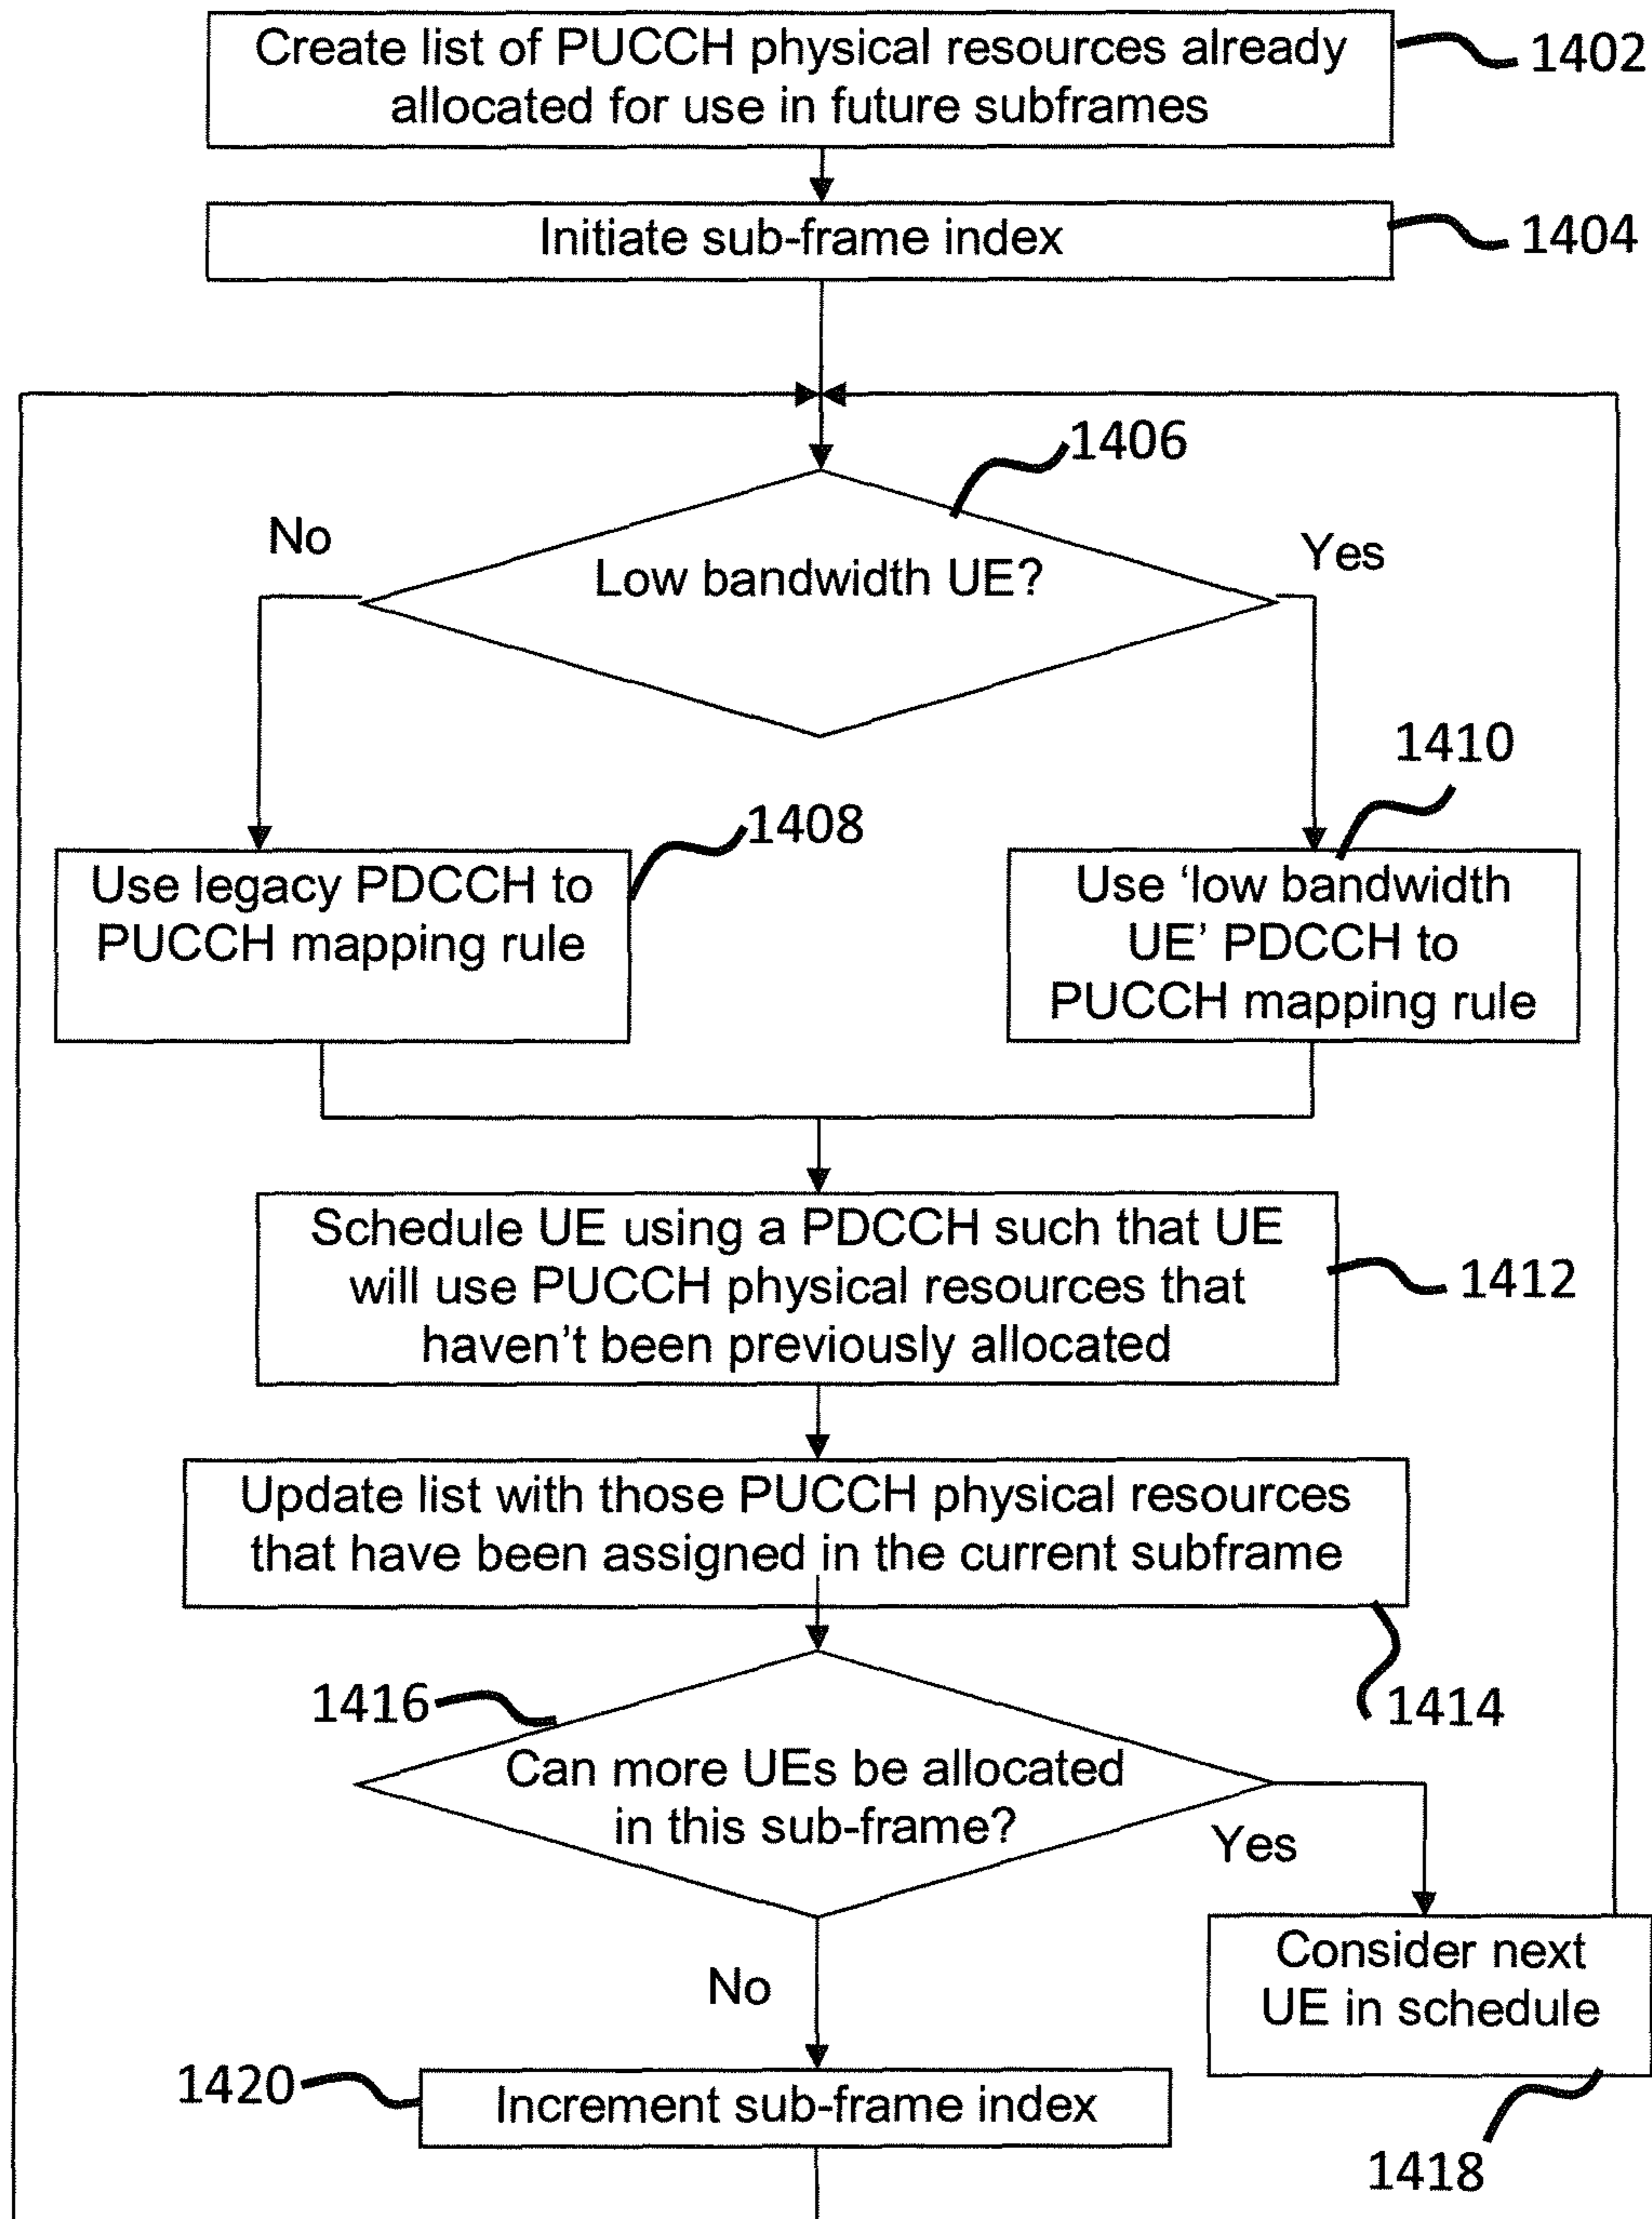 Create list of PUCCH physical resources already
allocated for use in future subframes
1402
Initiate sub-frame index
1404
1406
No
Low bandwidth UE?
Yes
1410
1408
Use legacy PDCCH to
PUCCH mapping rule
Use ‘low bandwidth
UE’ PDCCH to
PUCCH mapping rule
Schedule UE using a PDCCH such that UE
will use PUCCH physical resources that
haven’t been previously allocated
1412
Update list with those PUCCH physical resources
that have been assigned in the current subframe
1414
1416
Can more UEs be allocated
in this sub-frame?
Yes
No
Consider next
UE in schedule
1420
Increment sub-frame index
1418